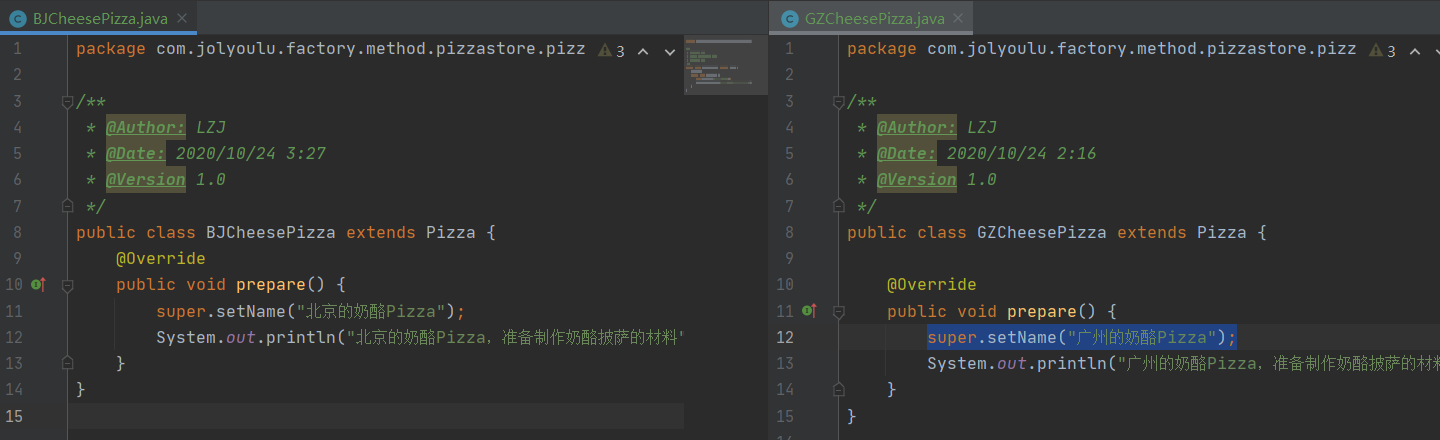 BJCheesePizza.java
1 package com.jolyoulu.factory.method.pizzastore.pizz 3
2
3 /**
4 * @Author: LZJ
5 * @Date: 2020/10/24 3:27
6 * @Version 1.0
7 */
8 public class BJCheesePizza extends Pizza {
9 @Override
10 public void prepare() {
11 super.setName("北京的奶酪Pizza");
12 System.out.println("北京的奶酪Pizza，准备制作奶酪披萨的材料"
13 }
14 }
15
GZCheesePizza.java
1 package com.jolyoulu.factory.method.pizzastore.pizz 3
2
3 /**
4 * @Author: LZJ
5 * @Date: 2020/10/24 2:16
6 * @Version 1.0
7 */
8 public class GZCheesePizza extends Pizza {
9
10 @Override
11 public void prepare() {
12 super.setName("广州的奶酪Pizza");
13 System.out.println("广州的奶酪Pizza，准备制作奶酪披萨的材料
14 }
15 }